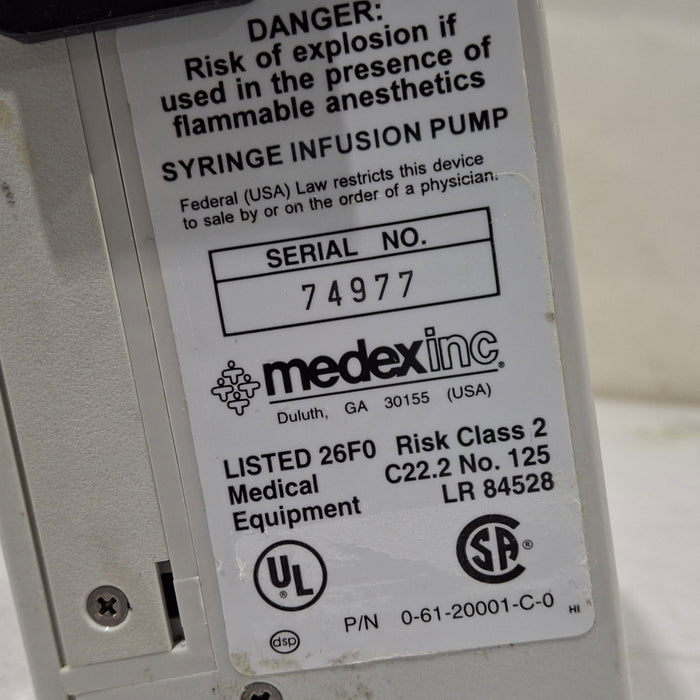 DANGER:
Risk of explosion if
used in the presence of
flammable anesthetics
SYRINGE INFUSION PUMP
Federal (USA) Law restricts this device
to sale by or on the order of a physician.
SERIAL NO.
74977
medexinc®
Duluth, GA 30155 (USA)
LISTED 26F0
Medical
Equipment
Risk Class 2
C22.2 No. 125
LR 84528
UL®
SA®
P/N 0-61-20001-C-0 HI
dsp